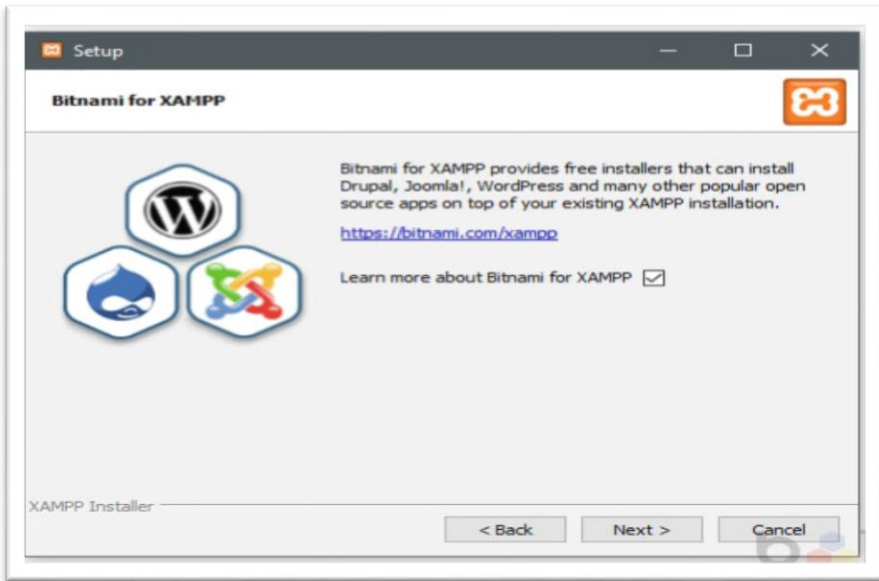 Setup
Bitnami for XAMPP
Bitnami for XAMPP provides free installers that can install
Drupal, Joomla!, WordPress and many other popular open
source apps on top of your existing XAMPP installation.
https://bitnami.com/xampp
Learn more about Bitnami for XAMPP
XAMPP Installer
< Back Next > Cancel